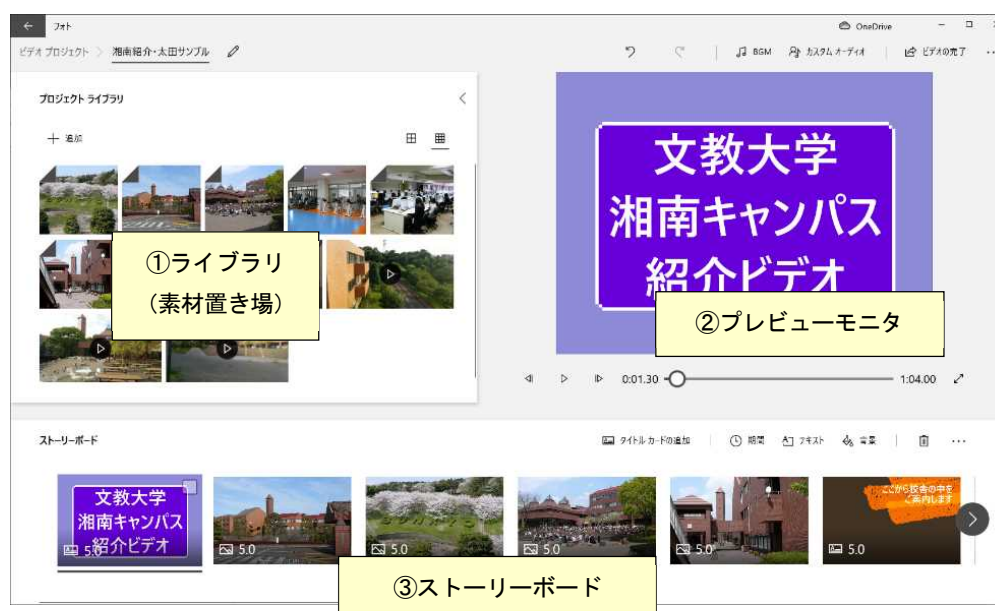 フォト
OneDrive
ビデオ プロジェクト > 湘南紹介・太田サンプル
BGM カスタム オーディオ ビデオの完了 ...
プロジェクト ライブラリ
+ 追加
①ライブラリ
(素材置き場)
文教大学
湘南キャンパス
紹介ビデオ
②プレビューモニタ
0:01.30 1:04.00
ストーリーボード
タイトル カードの追加 期間 テキスト 背景 ...
文教大学
湘南キャンパス
紹介ビデオ
5.0
5.0
5.0
5.0
5.0
ここから校舎の中を
ご案内します
5.0
③ストーリーボード